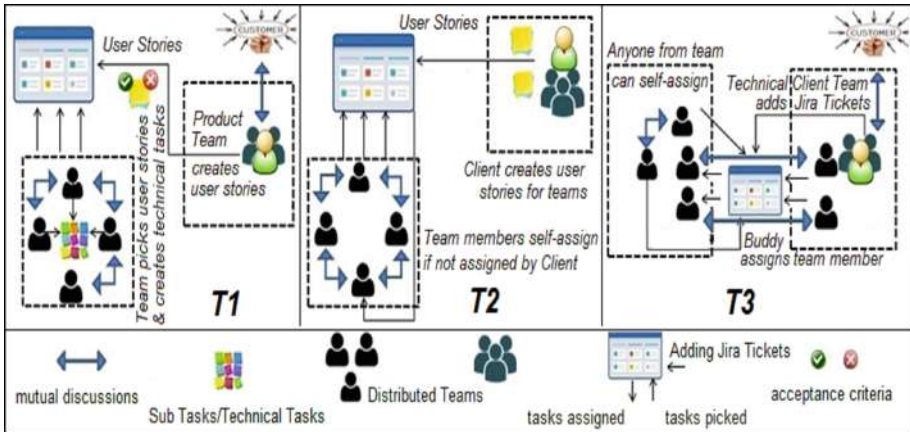 CUSTOMER
User Stories
Product
Team
creates
user stories
Team picks user stories
& creates technical tasks
T1
User Stories
Client creates user
stories for teams
Team members self-assign
if not assigned by Client
T2
CUSTOMER
Anyone from team
can self-assign
Technical Client Team
adds Jira Tickets
Buddy
assigns team member
T3
mutual discussions
Sub Tasks/Technical Tasks
Distributed Teams
Adding Jira Tickets
tasks assigned
tasks picked
acceptance criteria